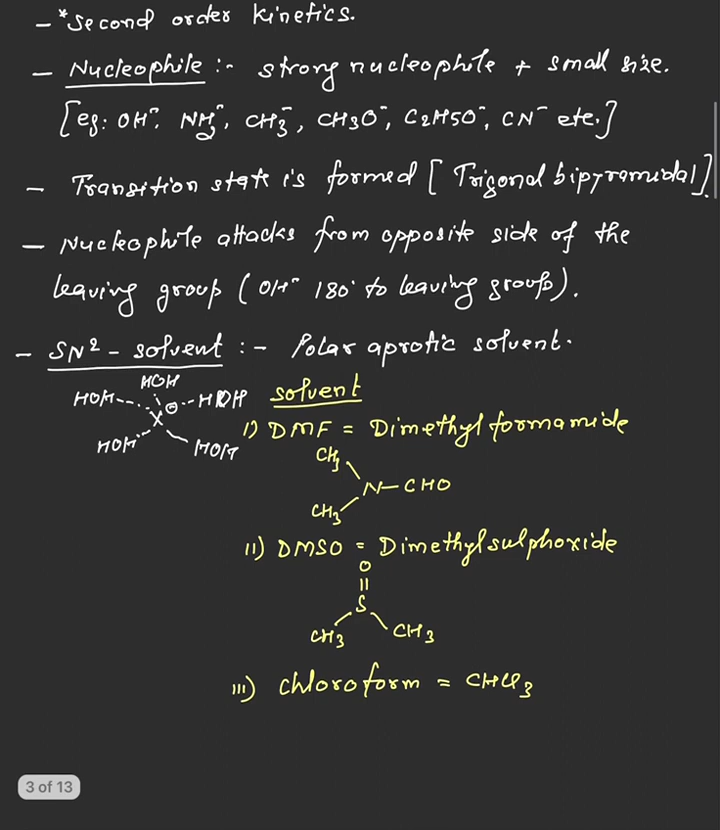 - *Second order kinetics.
- Nucleophile :- strong nucleophile + small size.
[eg: OH⁻, NH₂⁻, CH₃⁻, CH₃O⁻, C₂H₅O⁻, CN⁻ etc.]
- Transition state is formed [Trigonal bipyramidal]
- Nucleophile attacks from opposite side of the
leaving group (OH⁻ 180° to leaving group).
- SN² - solvent :- Polar aprotic solvent.
HOH
HOH---- X⊖ --HOH
HOH HOH
solvent
i) DMF = Dimethyl formamide
CH₃
N-CHO
CH₃
ii) DMSO = Dimethyl sulphoxide
O
S
CH₃ CH₃
iii) chloroform = CHCl₃
3 of 13